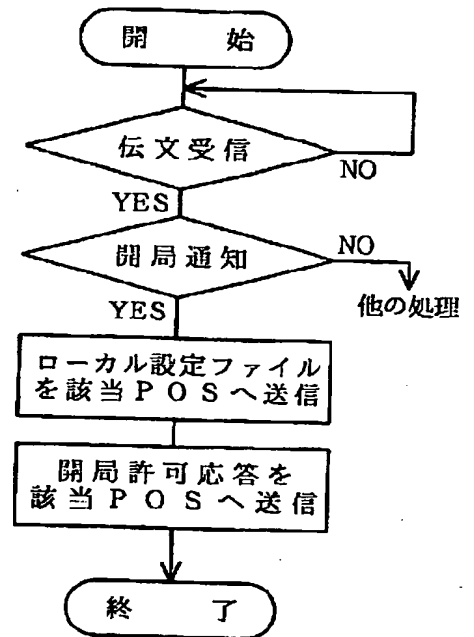 開始
伝文受信
NO
YES
開局通知
NO
YES
他の処理
ローカル設定ファイル
を該当POSへ送信
開局許可応答を
該当POSへ送信
終了